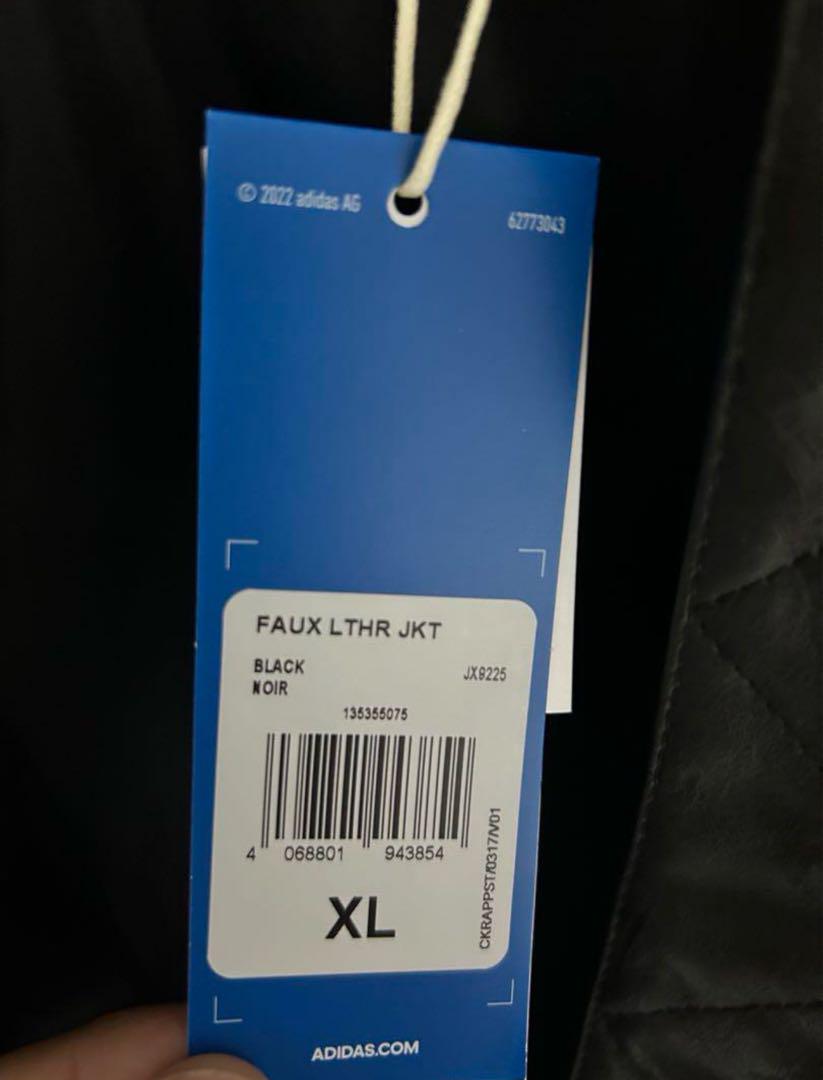 © 2022 adidas AG
62773043
FAUX LTHR JKT
BLACK
NOIR
JX9225
135355075
4 068801 943854
XL
CKRAPPST/0317/V01
ADIDAS.COM